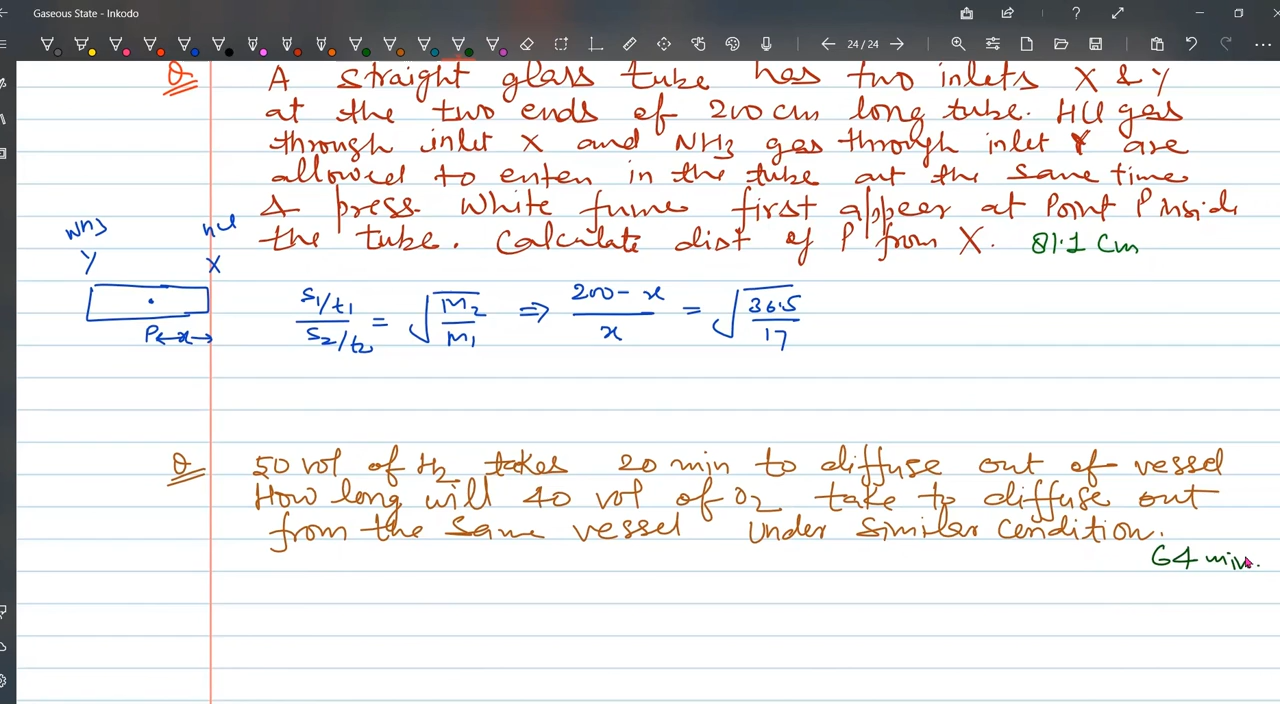 Gaseous State - Inkodo
24/24
Q. A straight glass tube has two inlets X & Y
at the two ends of 200 cm long tube. HCl gas
through inlet X and NH3 gas through inlet Y are
allowed to enter in the tube at the same time
& press. White fume first appear at Point P inside
the tube. Calculate dist of P from X. 81.1 cm
NH3 HCl
Y X
P x
S1/t1 / S2/t2 = √(M2/M1) ⇒ (200 - x)/x = √(36.5/17)
Q 50 vol of H2 takes 20 min to diffuse out of vessel
How long will 40 vol of O2 take to diffuse out
from the same vessel under similar condition.
64 min.